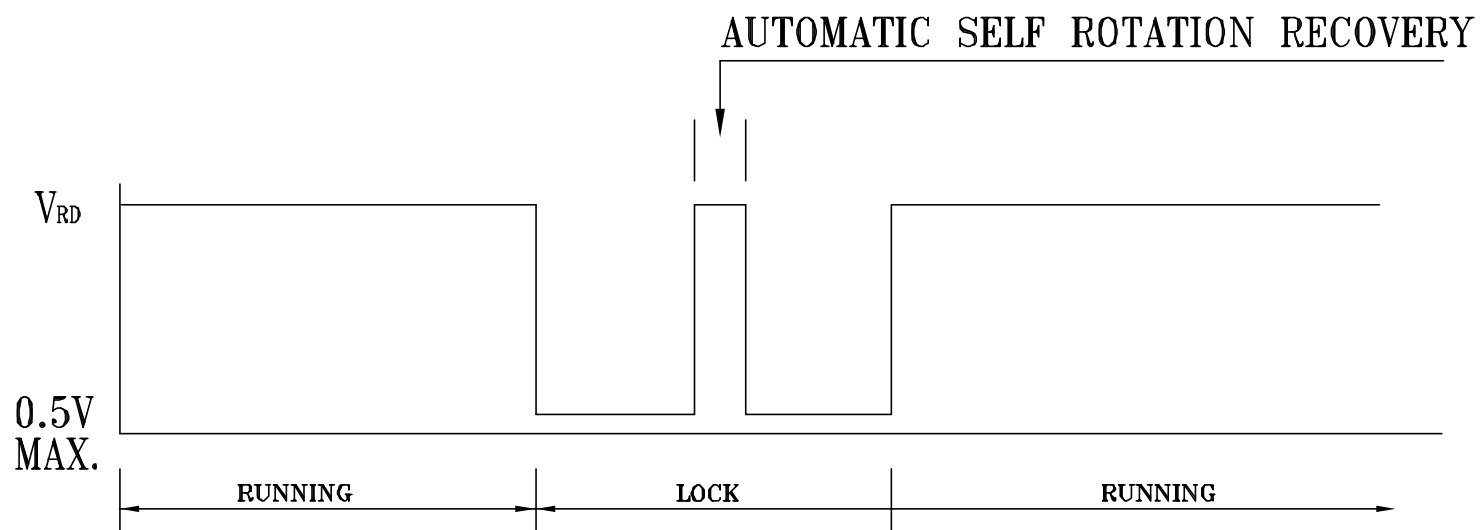 AUTOMATIC SELF ROTATION RECOVERY
VRD
0.5V
MAX.
RUNNING
LOCK
RUNNING